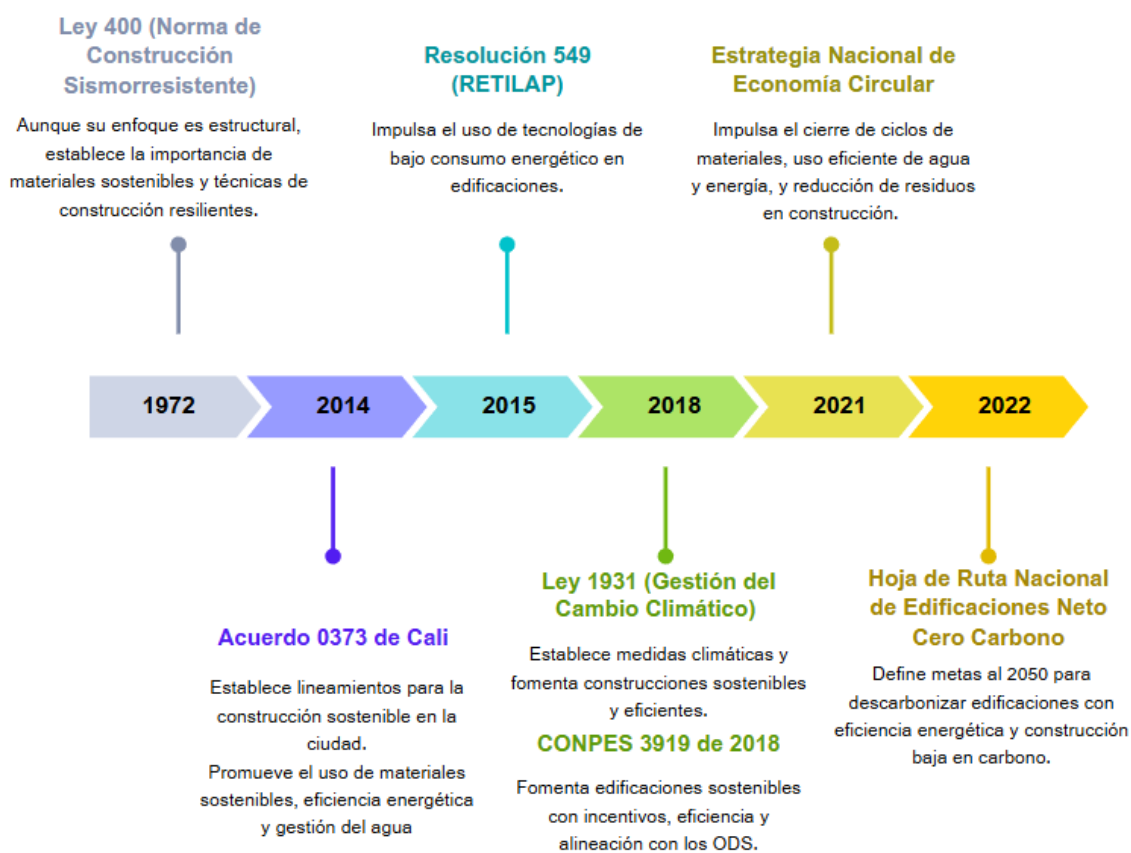 Ley 400 (Norma de
Construcción
Sismorresistente)
Aunque su enfoque es estructural,
establece la importancia de
materiales sostenibles y técnicas de
construcción resilientes.
Resolución 549
(RETILAP)
Impulsa el uso de tecnologías de
bajo consumo energético en
edificaciones.
Estrategia Nacional de
Economía Circular
Impulsa el cierre de ciclos de
materiales, uso eficiente de agua
y energía, y reducción de residuos
en construcción.
1972
2014
2015
2018
2021
2022
Acuerdo 0373 de Cali
Establece lineamientos para la
construcción sostenible en la
ciudad.
Promueve el uso de materiales
sostenibles, eficiencia energética
y gestión del agua
Ley 1931 (Gestión del
Cambio Climático)
Establece medidas climáticas y
fomenta construcciones sostenibles
y eficientes.
CONPES 3919 de 2018
Fomenta edificaciones sostenibles
con incentivos, eficiencia y
alineación con los ODS.
Hoja de Ruta Nacional
de Edificaciones Neto
Cero Carbono
Define metas al 2050 para
descarbonizar edificaciones con
eficiencia energética y construcción
baja en carbono.